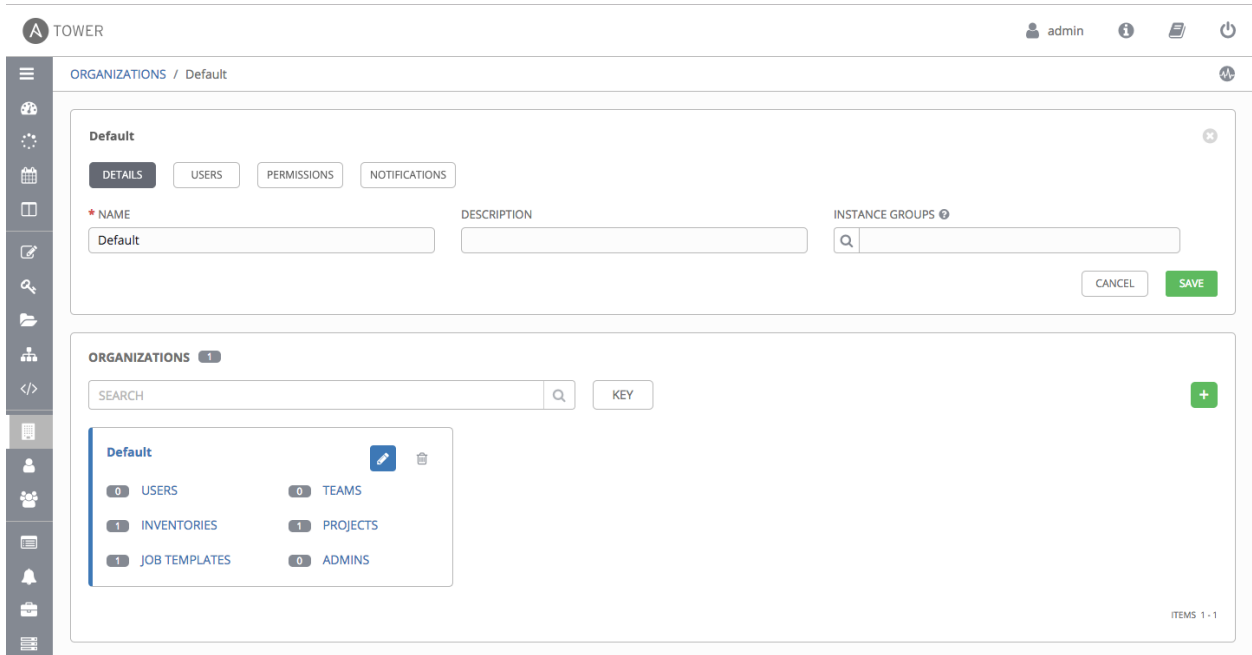 A TOWER admin
ORGANIZATIONS / Default
Default
DETAILS USERS PERMISSIONS NOTIFICATIONS
* NAME DESCRIPTION INSTANCE GROUPS ?
Default
CANCEL SAVE
ORGANIZATIONS 1
SEARCH KEY +
Default
0 USERS 0 TEAMS
1 INVENTORIES 1 PROJECTS
1 JOB TEMPLATES 0 ADMINS
ITEMS 1 - 1